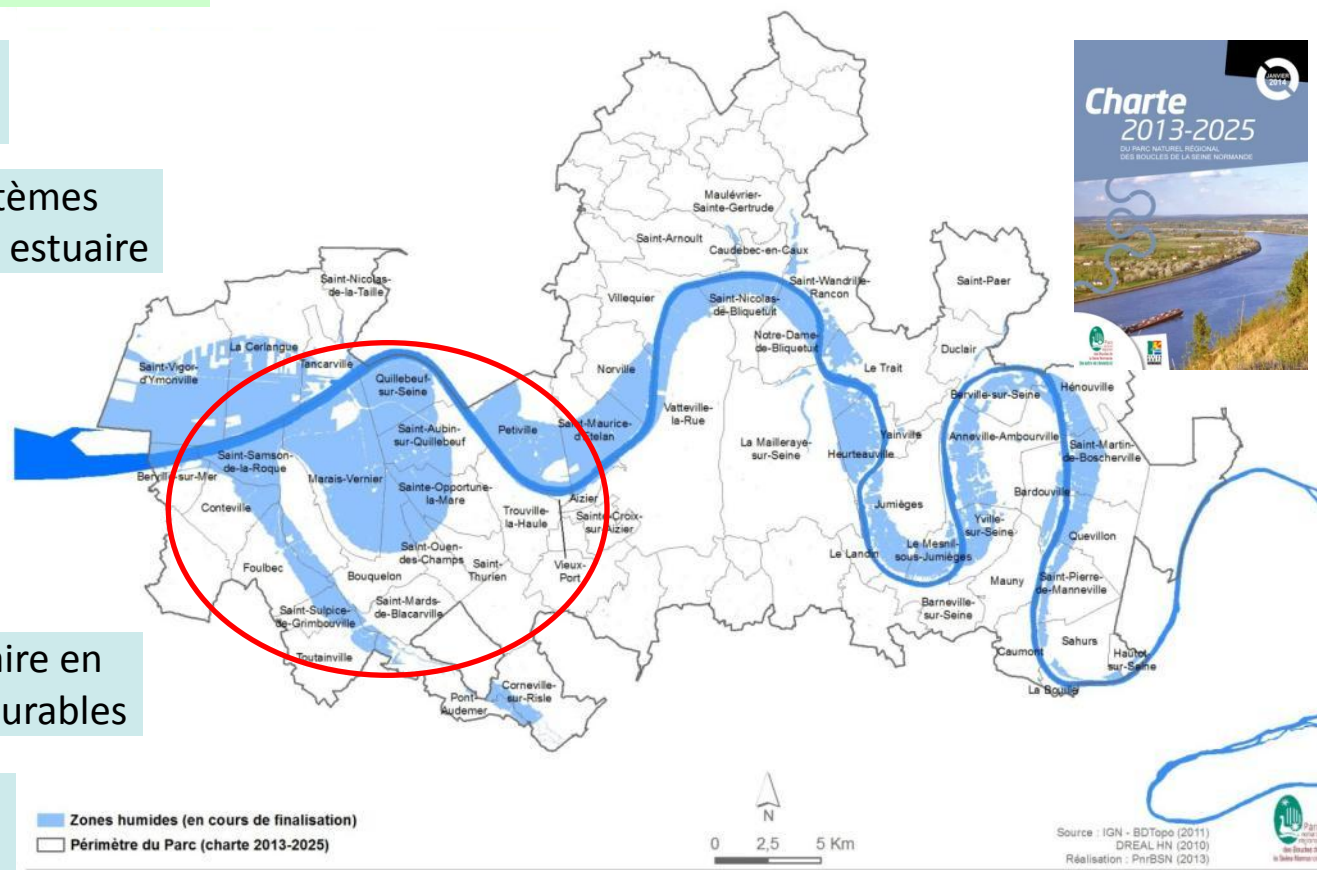 tèmes
estuaire
aire en
urables
JANVIER
2014
Charte
2013-2025
DU PARC NATUREL RÉGIONAL
DES BOUCLES DE LA SEINE NORMANDE
Maulévrier-
Sainte-Gertrude
Saint-Arnoult
Caudebec-en-Caux
Saint-Nicolas-
de-la-Taille
Saint-Wandrille-
Rancon
Saint-Paer
Villequier
Saint-Nicolas-
de-Bliquetuit
Notre-Dame-
de-Bliquetuit
La Cerlangue
Tancarville
Saint-Vigor-
d'Ymonville
Duclair
Le Trait
Norville
Quillebeuf-
sur-Seine
Hénouville
Berville-sur-Seine
Vatteville-
la-Rue
Saint-Aubin-
sur-Quillebeuf
Petiville
Saint-Maurice-
d'Etelan
La Mailleraye-
sur-Seine
Yainville
Anneville-Ambourville
Saint-Martin-
de-Boscherville
Heurteauville
Saint-Samson-
de-la-Roque
Berville-sur-Mer
Marais-Vernier
Sainte-Opportune-
la-Mare
Bardouville
Aizier
Conteville
Trouville-
la-Haule
Sainte-Croix-
sur-Aizier
Jumièges
Yville-
sur-Seine
Quevillon
Saint-Ouen-
des-Champs
Le Landin
Le Mesnil-
sous-Jumièges
Foulbec
Bouquelon
Saint-
Thurien
Vieux-
Port
Mauny
Saint-Pierre-
de-Manneville
Saint-Sulpice-
de-Grimbouville
Saint-Mards-
de-Blacarville
Barneville-
sur-Seine
Toutainville
Caumont
Sahurs
Hautot-
sur-Seine
La Bouille
Corneville-
sur-Risle
Pont-
Audemer
Zones humides (en cours de finalisation)
Périmètre du Parc (charte 2013-2025)
N
0 2,5 5 Km
Source : IGN - BDTopo (2011)
DREAL HN (2010)
Réalisation : PnrBSN (2013)